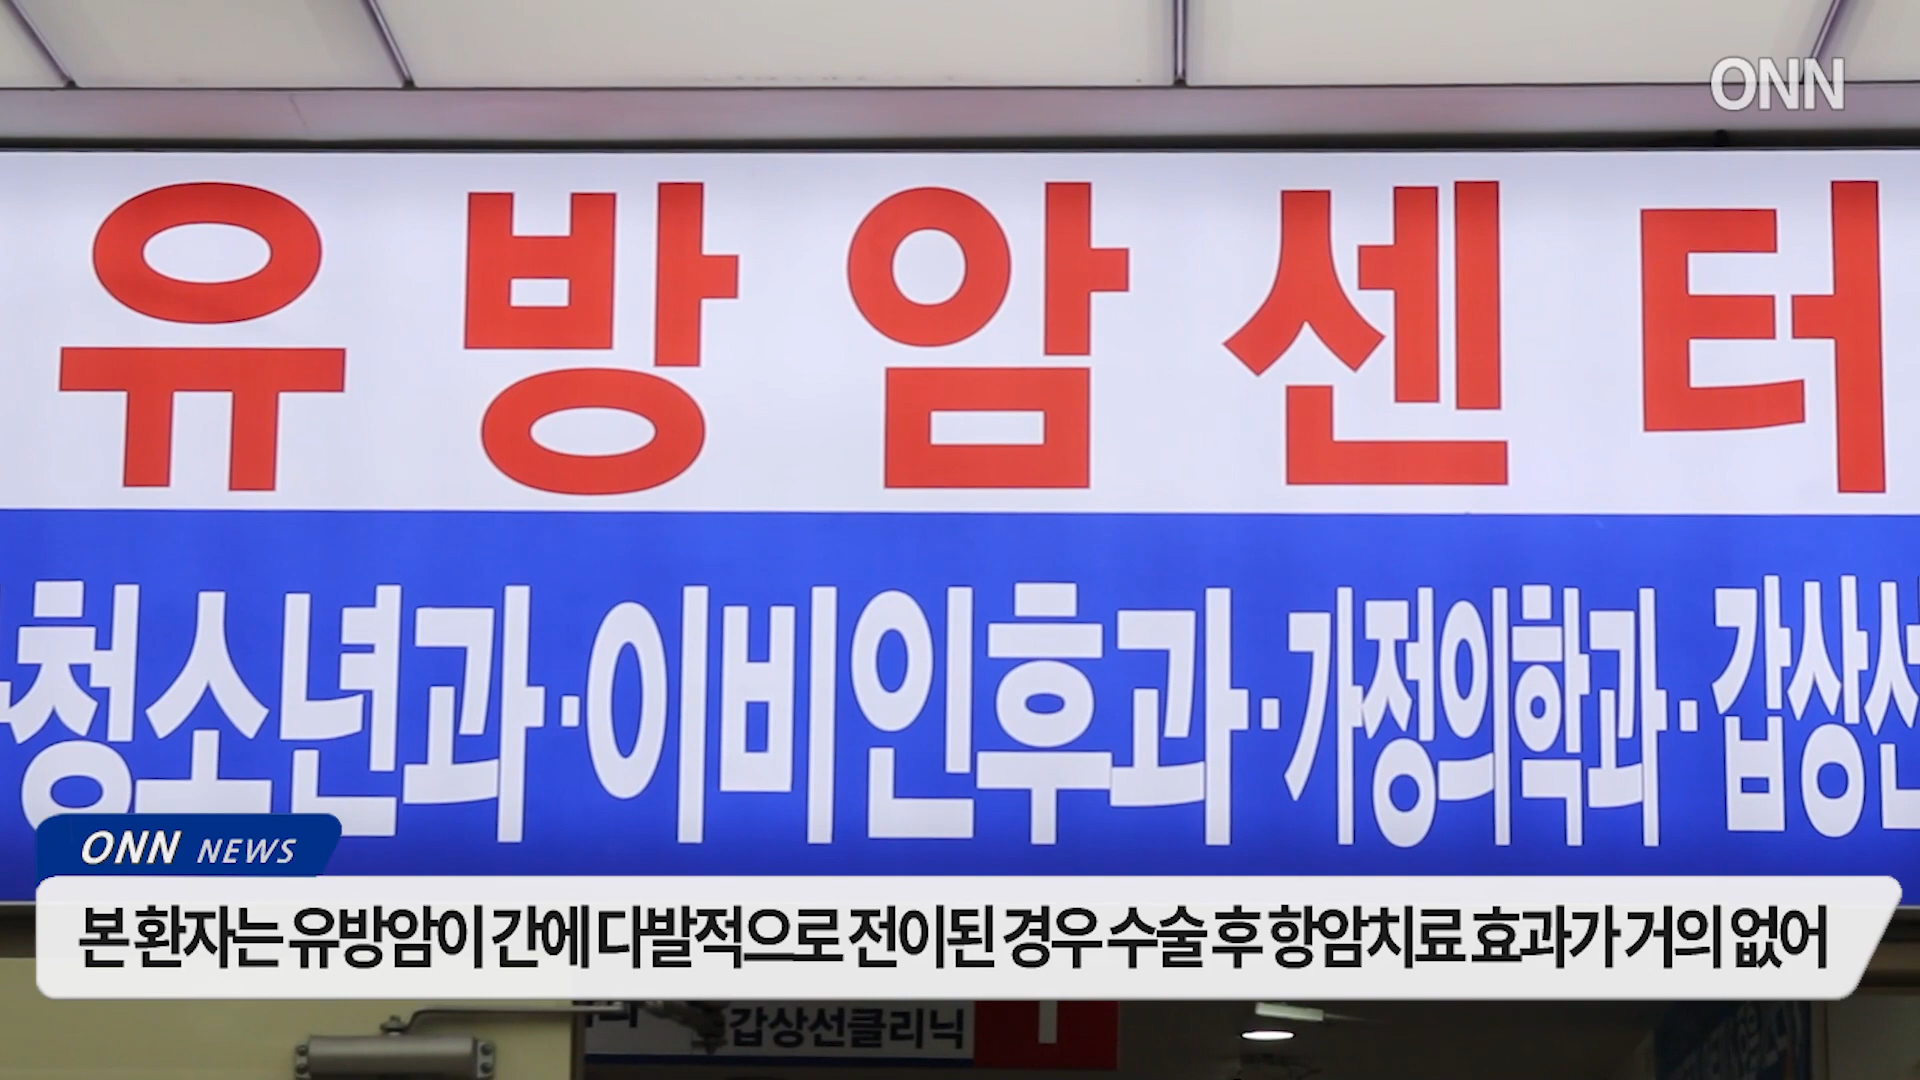 ONN
유방암센터
청소년과·이비인후과·가정의학과·갑상선
ONN NEWS
본 환자는 유방암이 간에 다발적으로 전이된 경우 수술 후 항암치료 효과가 거의 없어
갑상선클리닉